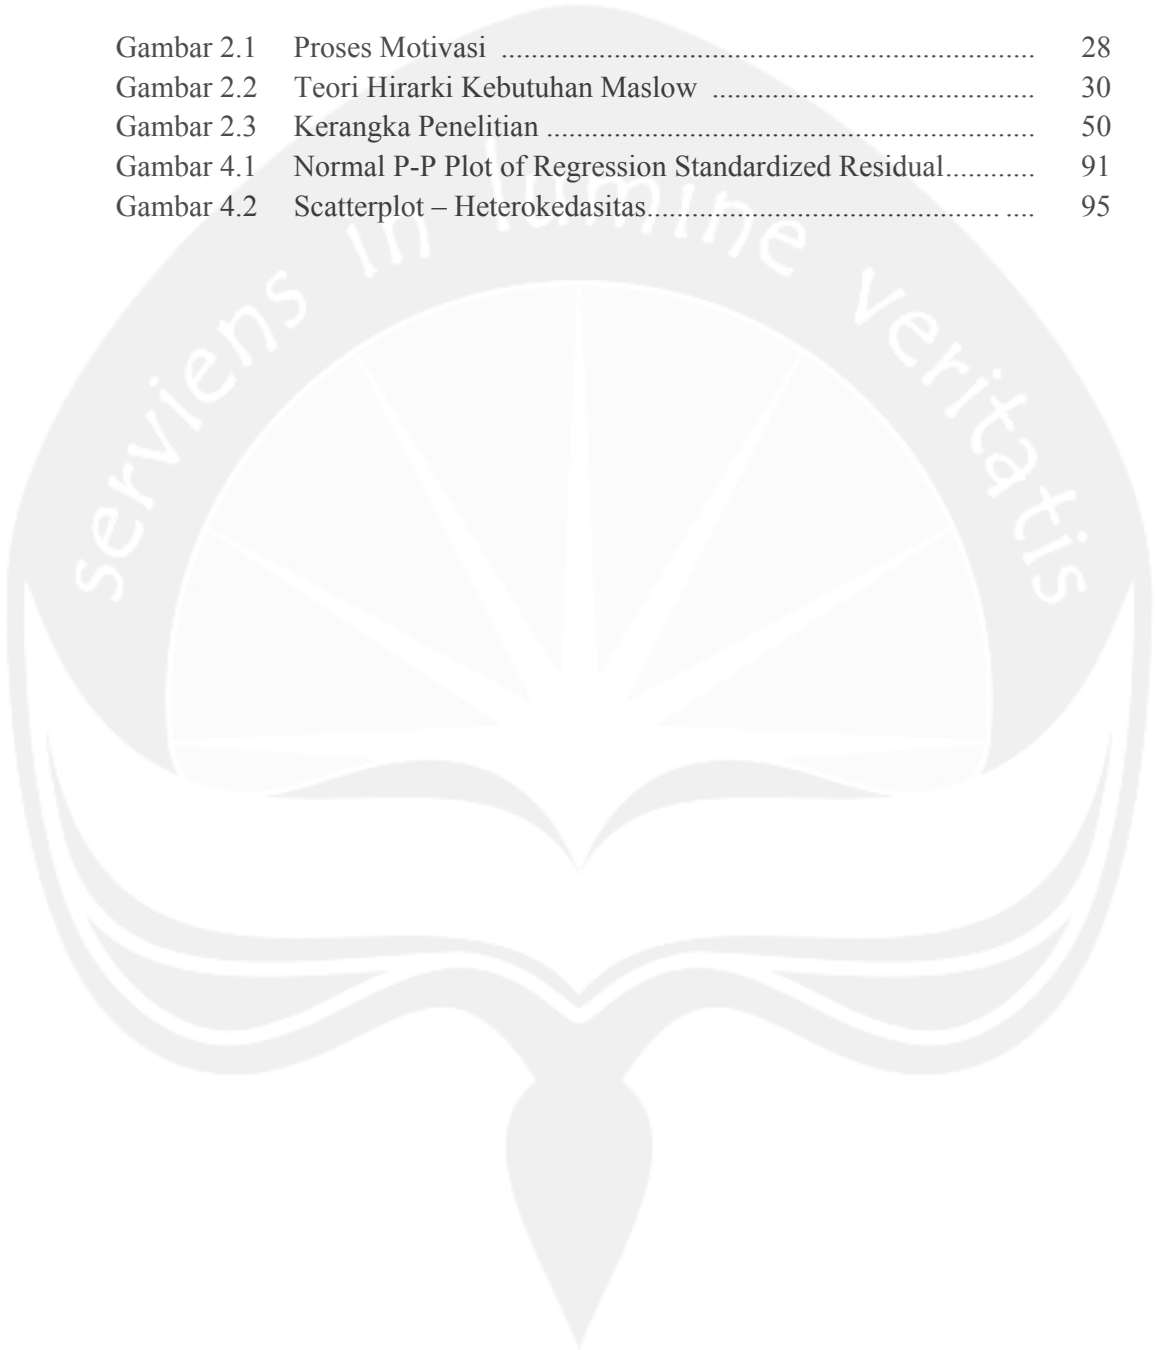 Gambar 2.1 Proses Motivasi ........................................................................ 28
Gambar 2.2 Teori Hirarki Kebutuhan Maslow ........................................... 30
Gambar 2.3 Kerangka Penelitian ................................................................. 50
Gambar 4.1 Normal P-P Plot of Regression Standardized Residual............ 91
Gambar 4.2 Scatterplot – Heterokedasitas............................................... .... 95
serviens in lumine veritatis